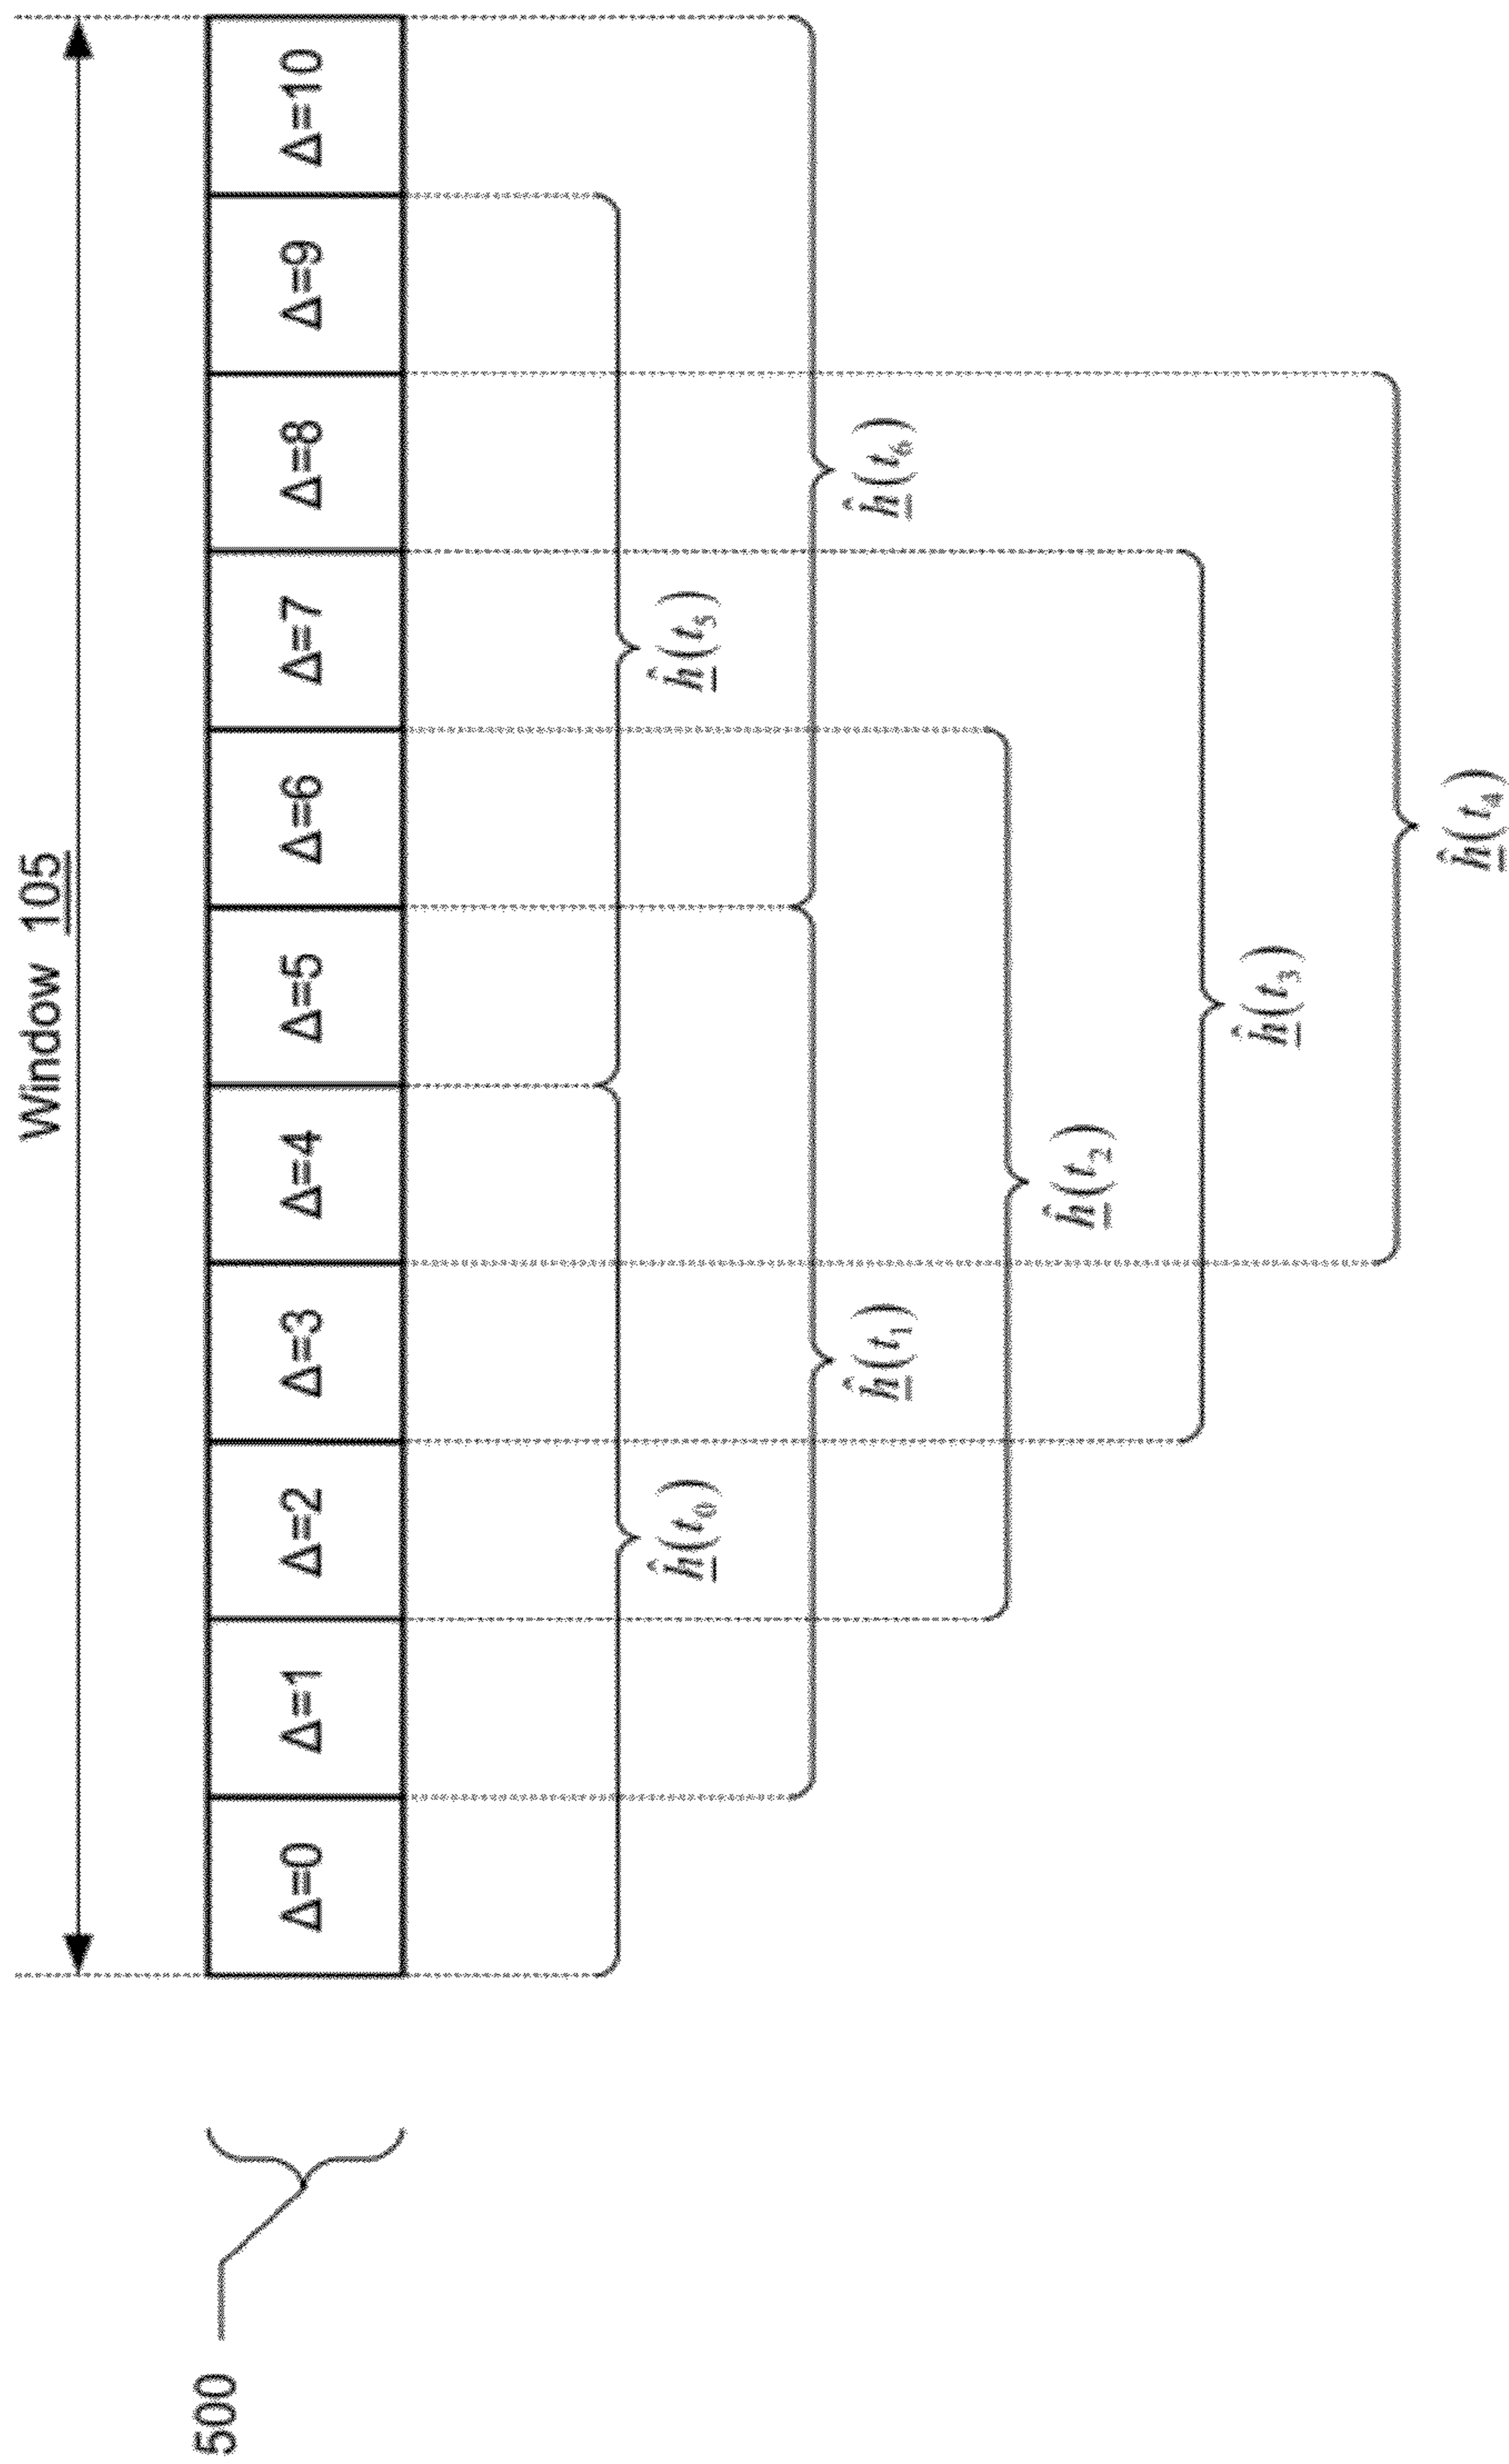 Window 105
Δ=0 Δ=1 Δ=2 Δ=3 Δ=4 Δ=5 Δ=6 Δ=7 Δ=8 Δ=9 Δ=10
ĥ(t₀) ĥ(t₅)
ĥ(t₁) ĥ(t₆)
ĥ(t₂)
ĥ(t₃)
ĥ(t₄)
500